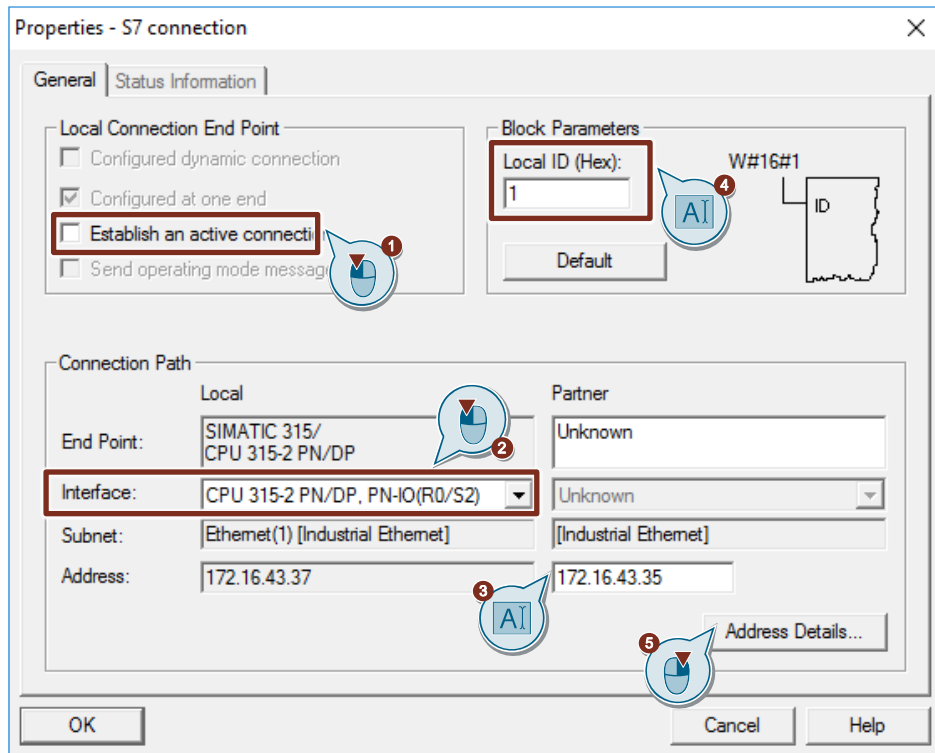 Properties - S7 connection
General
Status Information
Local Connection End Point
Configured dynamic connection
Configured at one end
Establish an active connecti
Send operating mode message
1
Block Parameters
Local ID (Hex):
1
W#16#1
ID
4
AI
Default
Connection Path
Local
Partner
End Point:
SIMATIC 315/
CPU 315-2 PN/DP
Unknown
2
Interface:
CPU 315-2 PN/DP, PN-IO(R0/S2)
Unknown
Subnet:
Ethernet(1) [Industrial Ethernet]
[Industrial Ethernet]
Address:
172.16.43.37
172.16.43.35
3
AI
Address Details...
5
OK
Cancel
Help